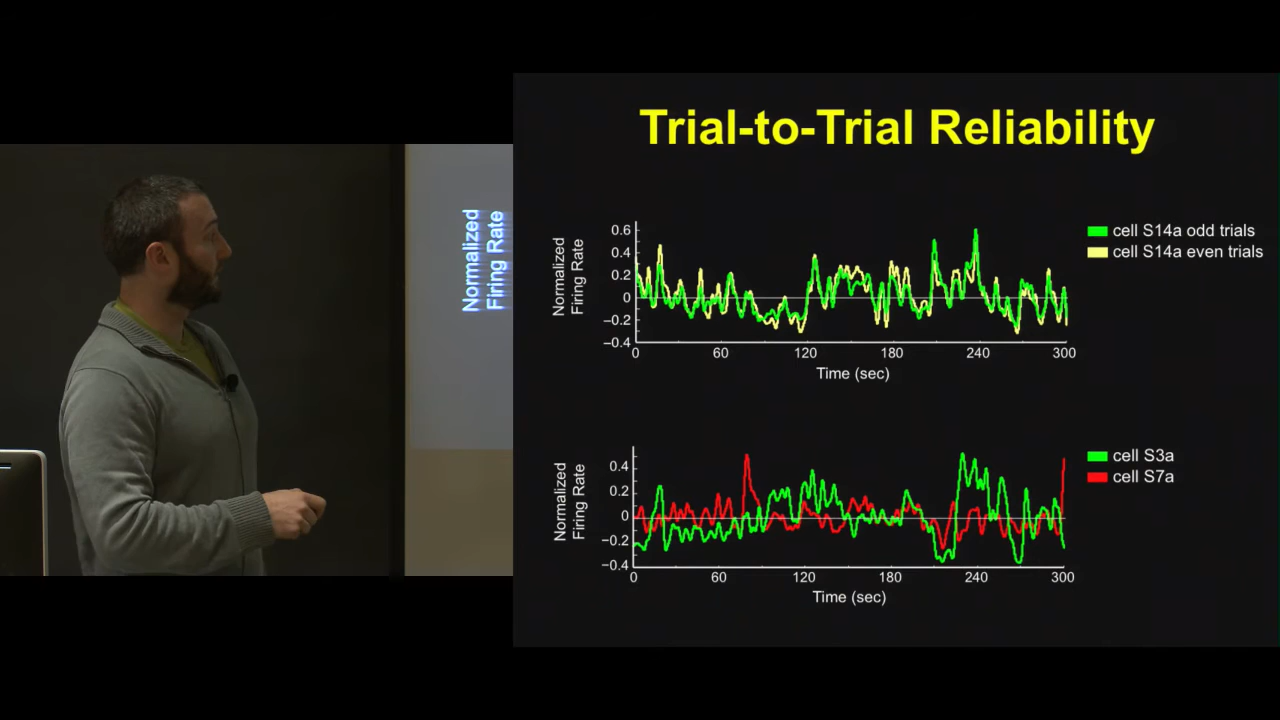 Trial-to-Trial Reliability
Normalized
Firing Rate
Normalized
Firing Rate
0.6
0.4
0.2
0
−0.2
−0.4
0 60 120 180 240 300
Time (sec)
cell S14a odd trials
cell S14a even trials
Normalized
Firing Rate
0.4
0.2
0
−0.2
−0.4
0 60 120 180 240 300
Time (sec)
cell S3a
cell S7a